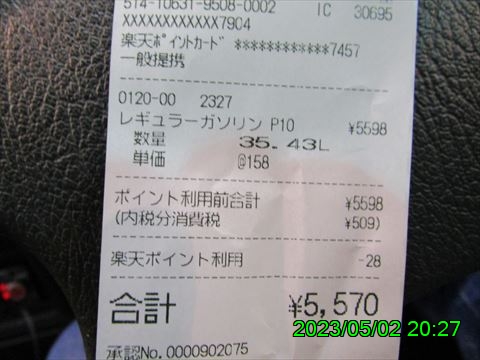 514-10631-9508-0002 IC 30695
XXXXXXXXXXXX7904
楽天ﾎﾟｲﾝﾄｶｰﾄﾞ ************7457
一般提携
0120-00 2327
レギュラーガソリン P10 ¥5598
数量 35.43L
単価 @158
ポイント利用前合計 ¥5598
(内税分消費税 ¥509)
楽天ポイント利用 -28
合計 ¥5,570
承認No.0000902075
2023/05/02 20:27